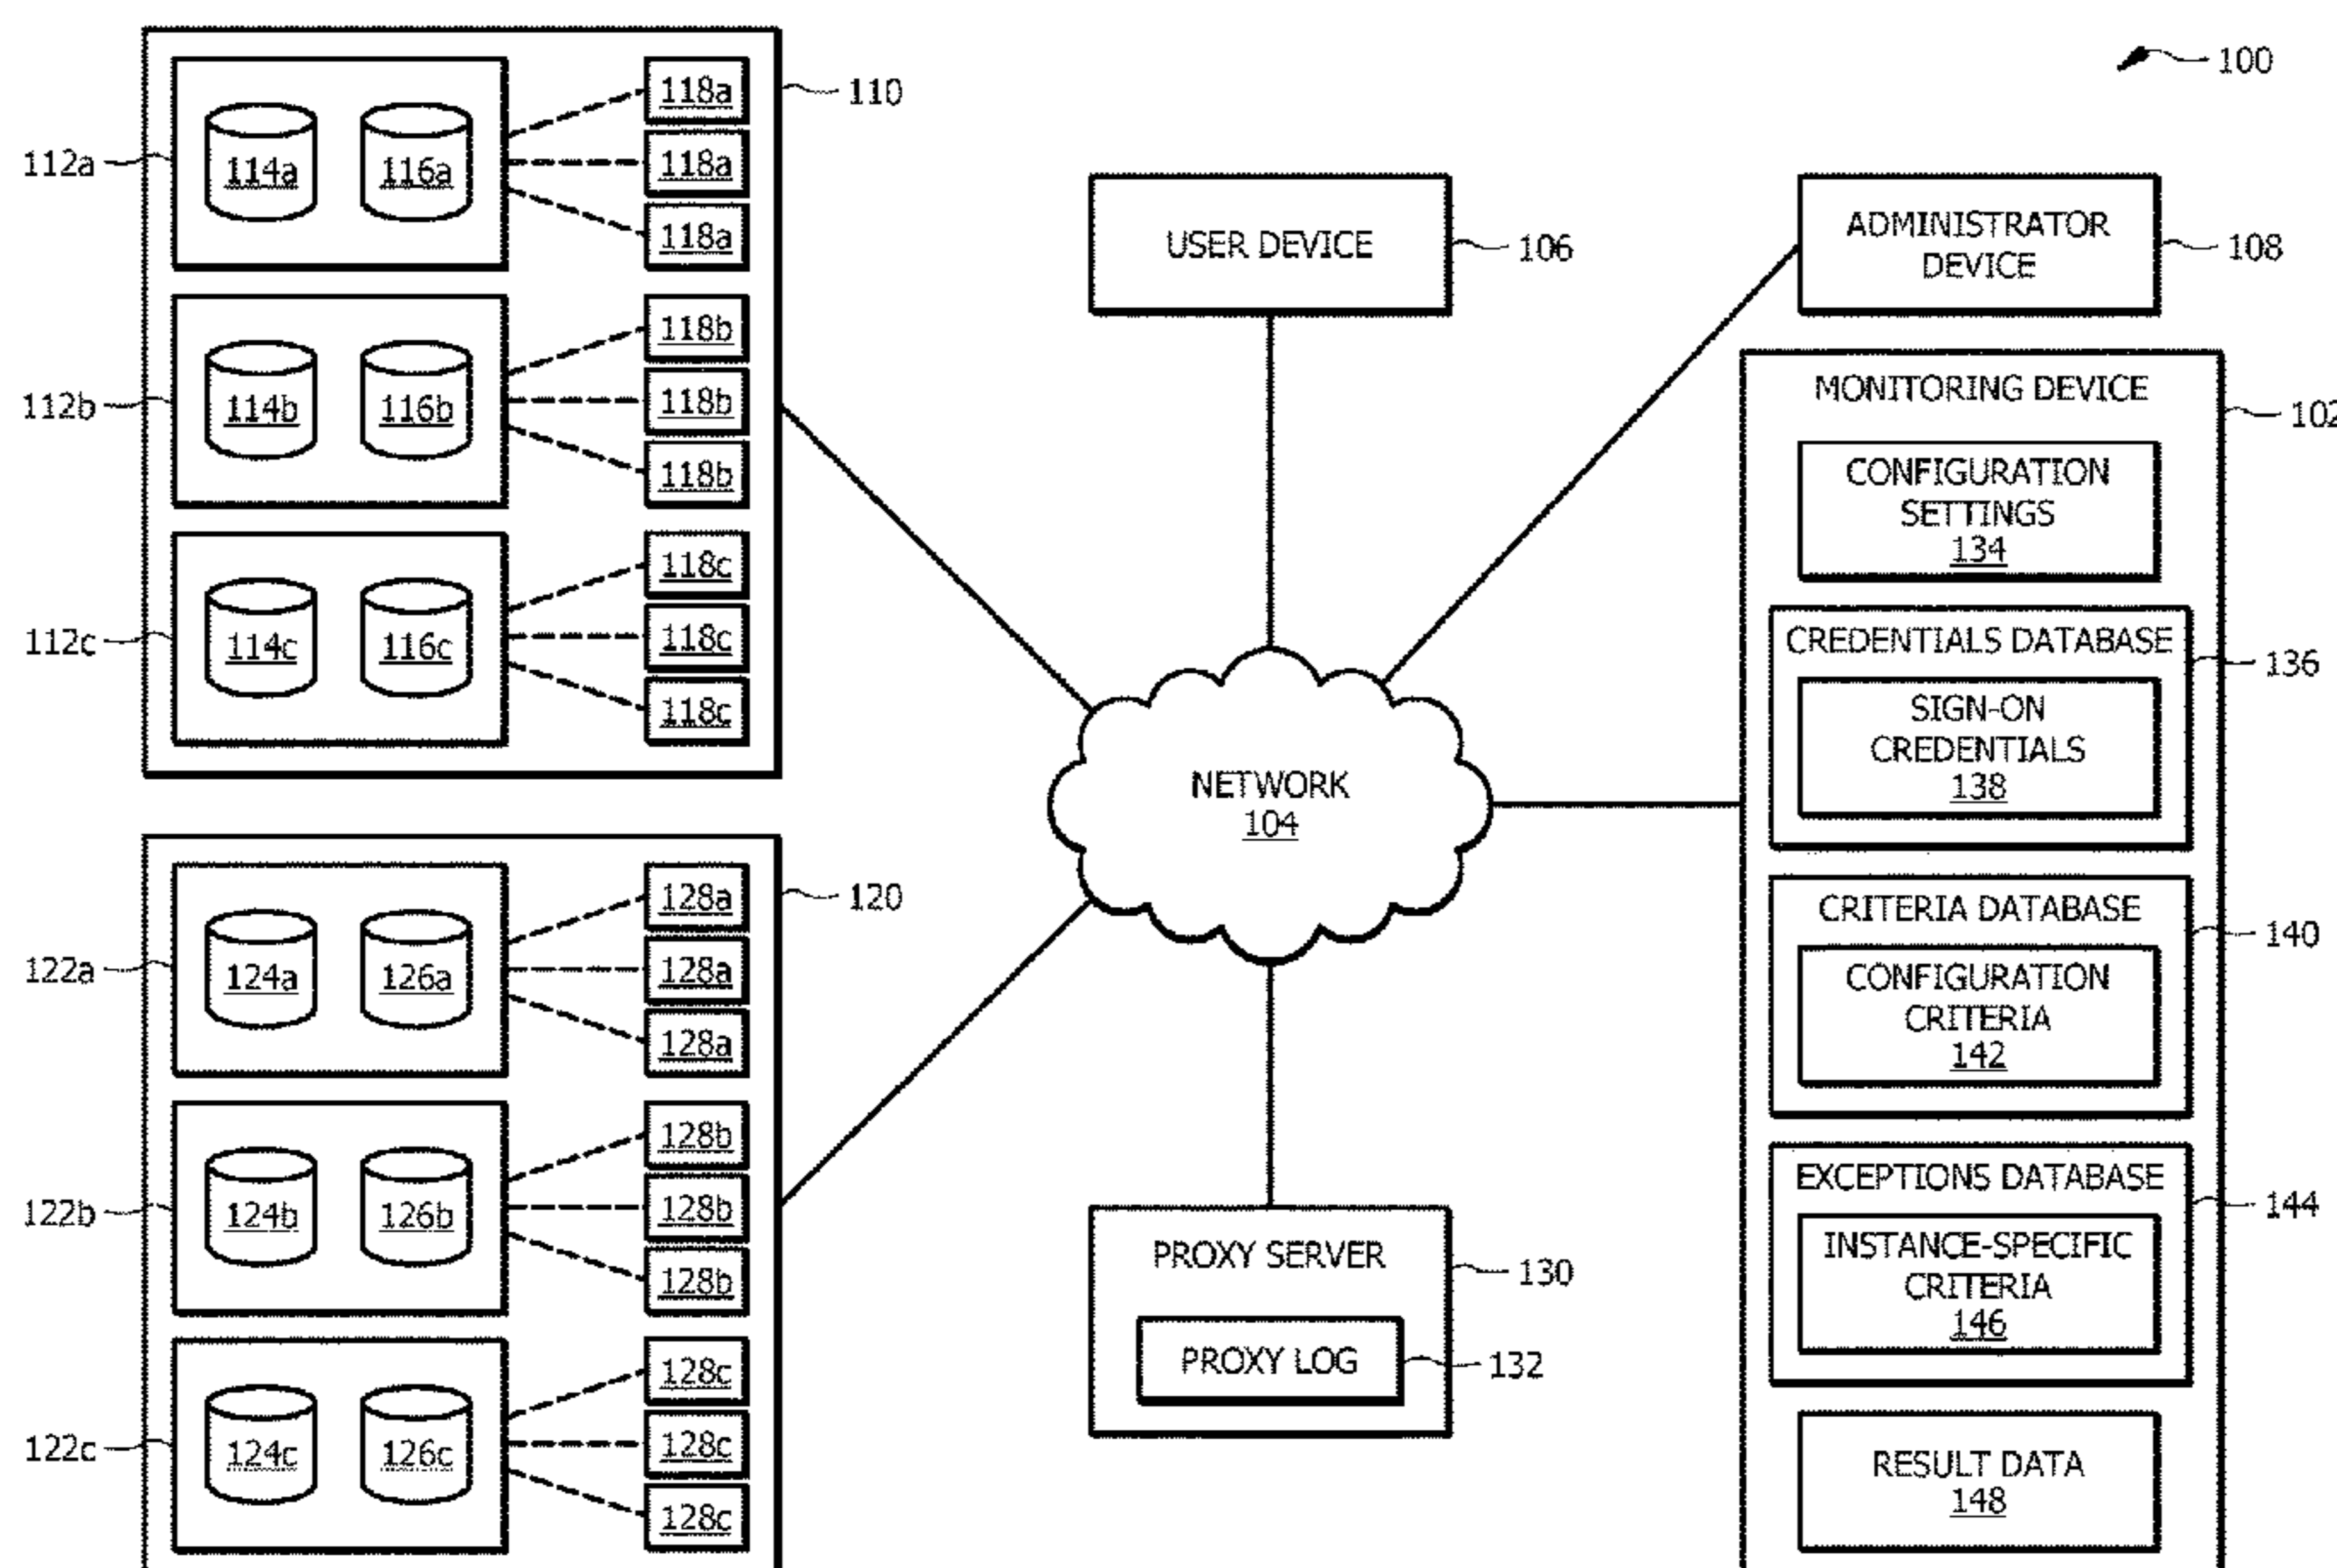 100
110
112a
114a
116a
118a
118a
118a
112b
114b
116b
118b
118b
118b
112c
114c
116c
118c
118c
118c
120
122a
124a
126a
128a
128a
128a
122b
124b
126b
128b
128b
128b
122c
124c
126c
128c
128c
128c
USER DEVICE
106
NETWORK
104
PROXY SERVER
130
PROXY LOG
132
ADMINISTRATOR
DEVICE
108
MONITORING DEVICE
102
CONFIGURATION
SETTINGS
134
CREDENTIALS DATABASE
136
SIGN-ON
CREDENTIALS
138
CRITERIA DATABASE
140
CONFIGURATION
CRITERIA
142
EXCEPTIONS DATABASE
144
INSTANCE-SPECIFIC
CRITERIA
146
RESULT DATA
148